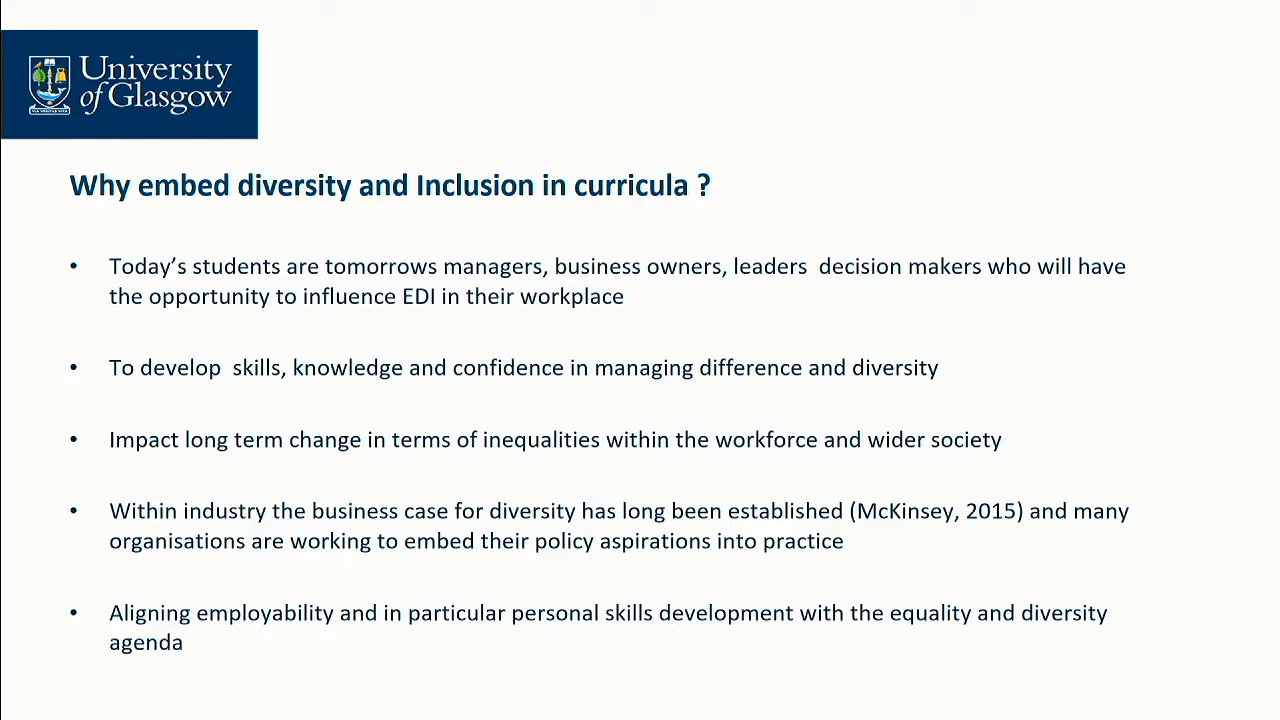 University
of Glasgow
VIA VERITAS VITA
Why embed diversity and Inclusion in curricula ?
• Today’s students are tomorrows managers, business owners, leaders  decision makers who will have
the opportunity to influence EDI in their workplace
• To develop  skills, knowledge and confidence in managing difference and diversity
• Impact long term change in terms of inequalities within the workforce and wider society
• Within industry the business case for diversity has long been established (McKinsey, 2015) and many
organisations are working to embed their policy aspirations into practice
• Aligning employability and in particular personal skills development with the equality and diversity
agenda